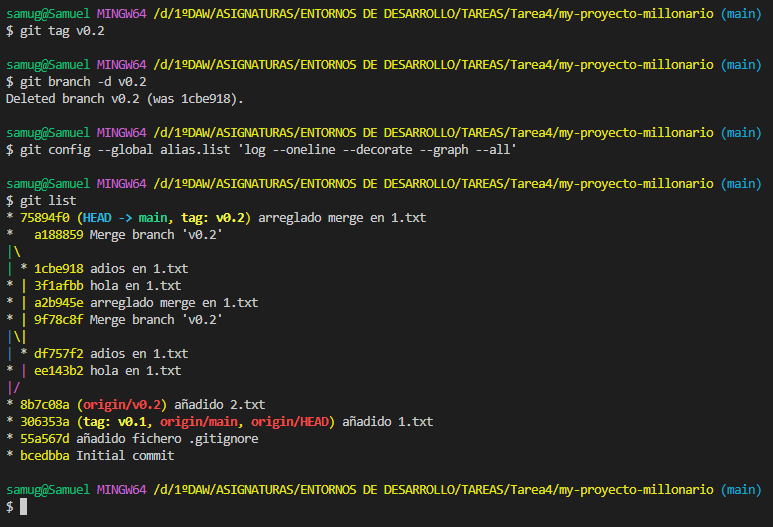 samug@Samuel MINGW64 /d/1ºDAW/ASIGNATURAS/ENTORNOS DE DESARROLLO/TAREAS/Tarea4/my-proyecto-millonario (main)
$ git tag v0.2
samug@Samuel MINGW64 /d/1ºDAW/ASIGNATURAS/ENTORNOS DE DESARROLLO/TAREAS/Tarea4/my-proyecto-millonario (main)
$ git branch -d v0.2
Deleted branch v0.2 (was 1cbe918).
samug@Samuel MINGW64 /d/1ºDAW/ASIGNATURAS/ENTORNOS DE DESARROLLO/TAREAS/Tarea4/my-proyecto-millonario (main)
$ git config --global alias.list 'log --oneline --decorate --graph --all'
samug@Samuel MINGW64 /d/1ºDAW/ASIGNATURAS/ENTORNOS DE DESARROLLO/TAREAS/Tarea4/my-proyecto-millonario (main)
$ git list
* 75894f0 (HEAD -> main, tag: v0.2) arreglado merge en 1.txt
*   a188859 Merge branch 'v0.2'
|\
| * 1cbe918 adios en 1.txt
* | 3f1afbb hola en 1.txt
* | a2b945e arreglado merge en 1.txt
* | 9f78c8f Merge branch 'v0.2'
|\|
| * df757f2 adios en 1.txt
* | ee143b2 hola en 1.txt
|/
* 8b7c08a (origin/v0.2) añadido 2.txt
* 306353a (tag: v0.1, origin/main, origin/HEAD) añadido 1.txt
* 55a567d añadido fichero .gitignore
* bcedbba Initial commit
samug@Samuel MINGW64 /d/1ºDAW/ASIGNATURAS/ENTORNOS DE DESARROLLO/TAREAS/Tarea4/my-proyecto-millonario (main)
$